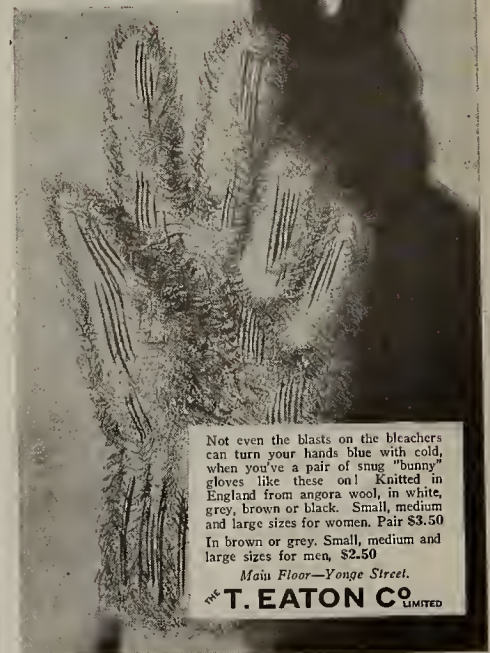 Not even the blasts on the bleachers
can turn your hands blue with cold,
when you've a pair of snug "bunny"
gloves like these on! Knitted in
England from angora wool, in white,
grey, brown or black. Small, medium
and large sizes for women. Pair $3.50
In brown or grey. Small, medium and
large sizes for men, $2.50
Main Floor—Yonge Street.
THE T. EATON CO LIMITED